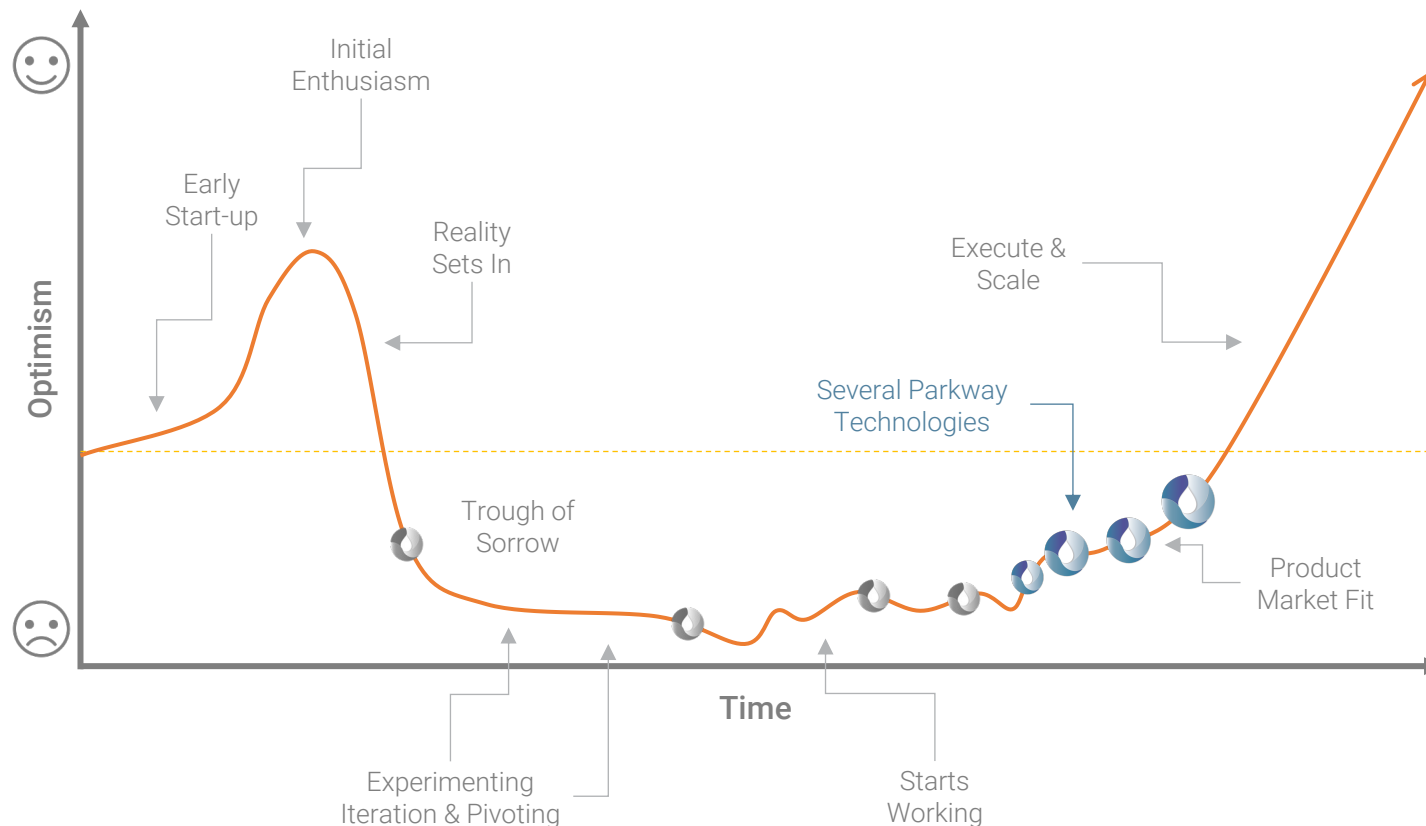 Initial
Enthusiasm
Early
Start-up
Reality
Sets In
Execute &
Scale
Optimism
Several Parkway
Technologies
Trough of
Sorrow
Product
Market Fit
Time
Experimenting
Iteration & Pivoting
Starts
Working